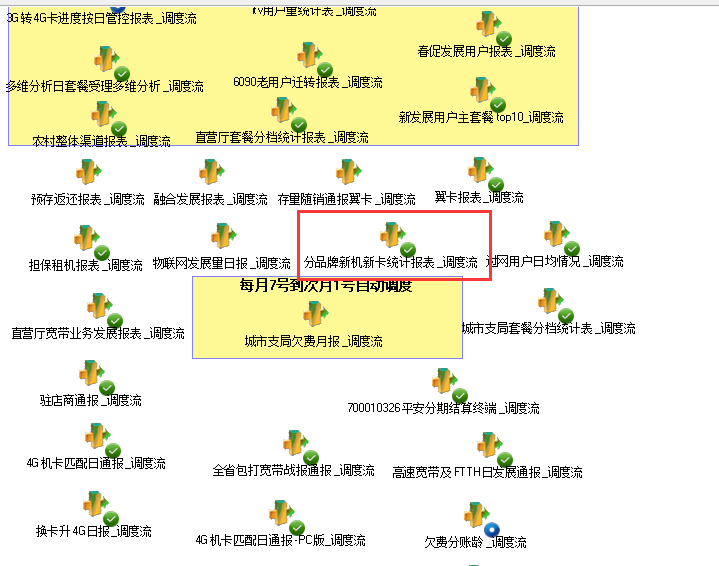 3G转4G卡进度按日管控报表 _调度流
itv用户量统计表_调度流
春促发展用户报表 _调度流
多维分析日套餐受理多维分析 _调度流
6090老用户迁转报表 _调度流
新发展用户主套餐top10_调度流
农村整体渠道报表 _调度流
直营厅套餐分档统计报表 _调度流
预存返还报表 _调度流
融合发展报表 _调度流
存量随销通报翼卡 _调度流
翼卡报表 _调度流
担保租机报表 _调度流
物联网发展量日报 _调度流
分品牌新机新卡统计报表 _调度流
过网用户日均情况 _调度流
每月7号到次月1号自动调度
直营厅宽带业务发展报表 _调度流
城市支局欠费月报 _调度流
城市支局套餐分档统计表 _调度流
驻店商通报 _调度流
700010326平安分期结算终端 _调度流
4G机卡匹配日通报 _调度流
全省包打宽带战报通报 _调度流
高速宽带及FTTH日发展通报 _调度流
换卡升4G日报 _调度流
4G机卡匹配日通报-PC版_调度流
欠费分账龄 _调度流